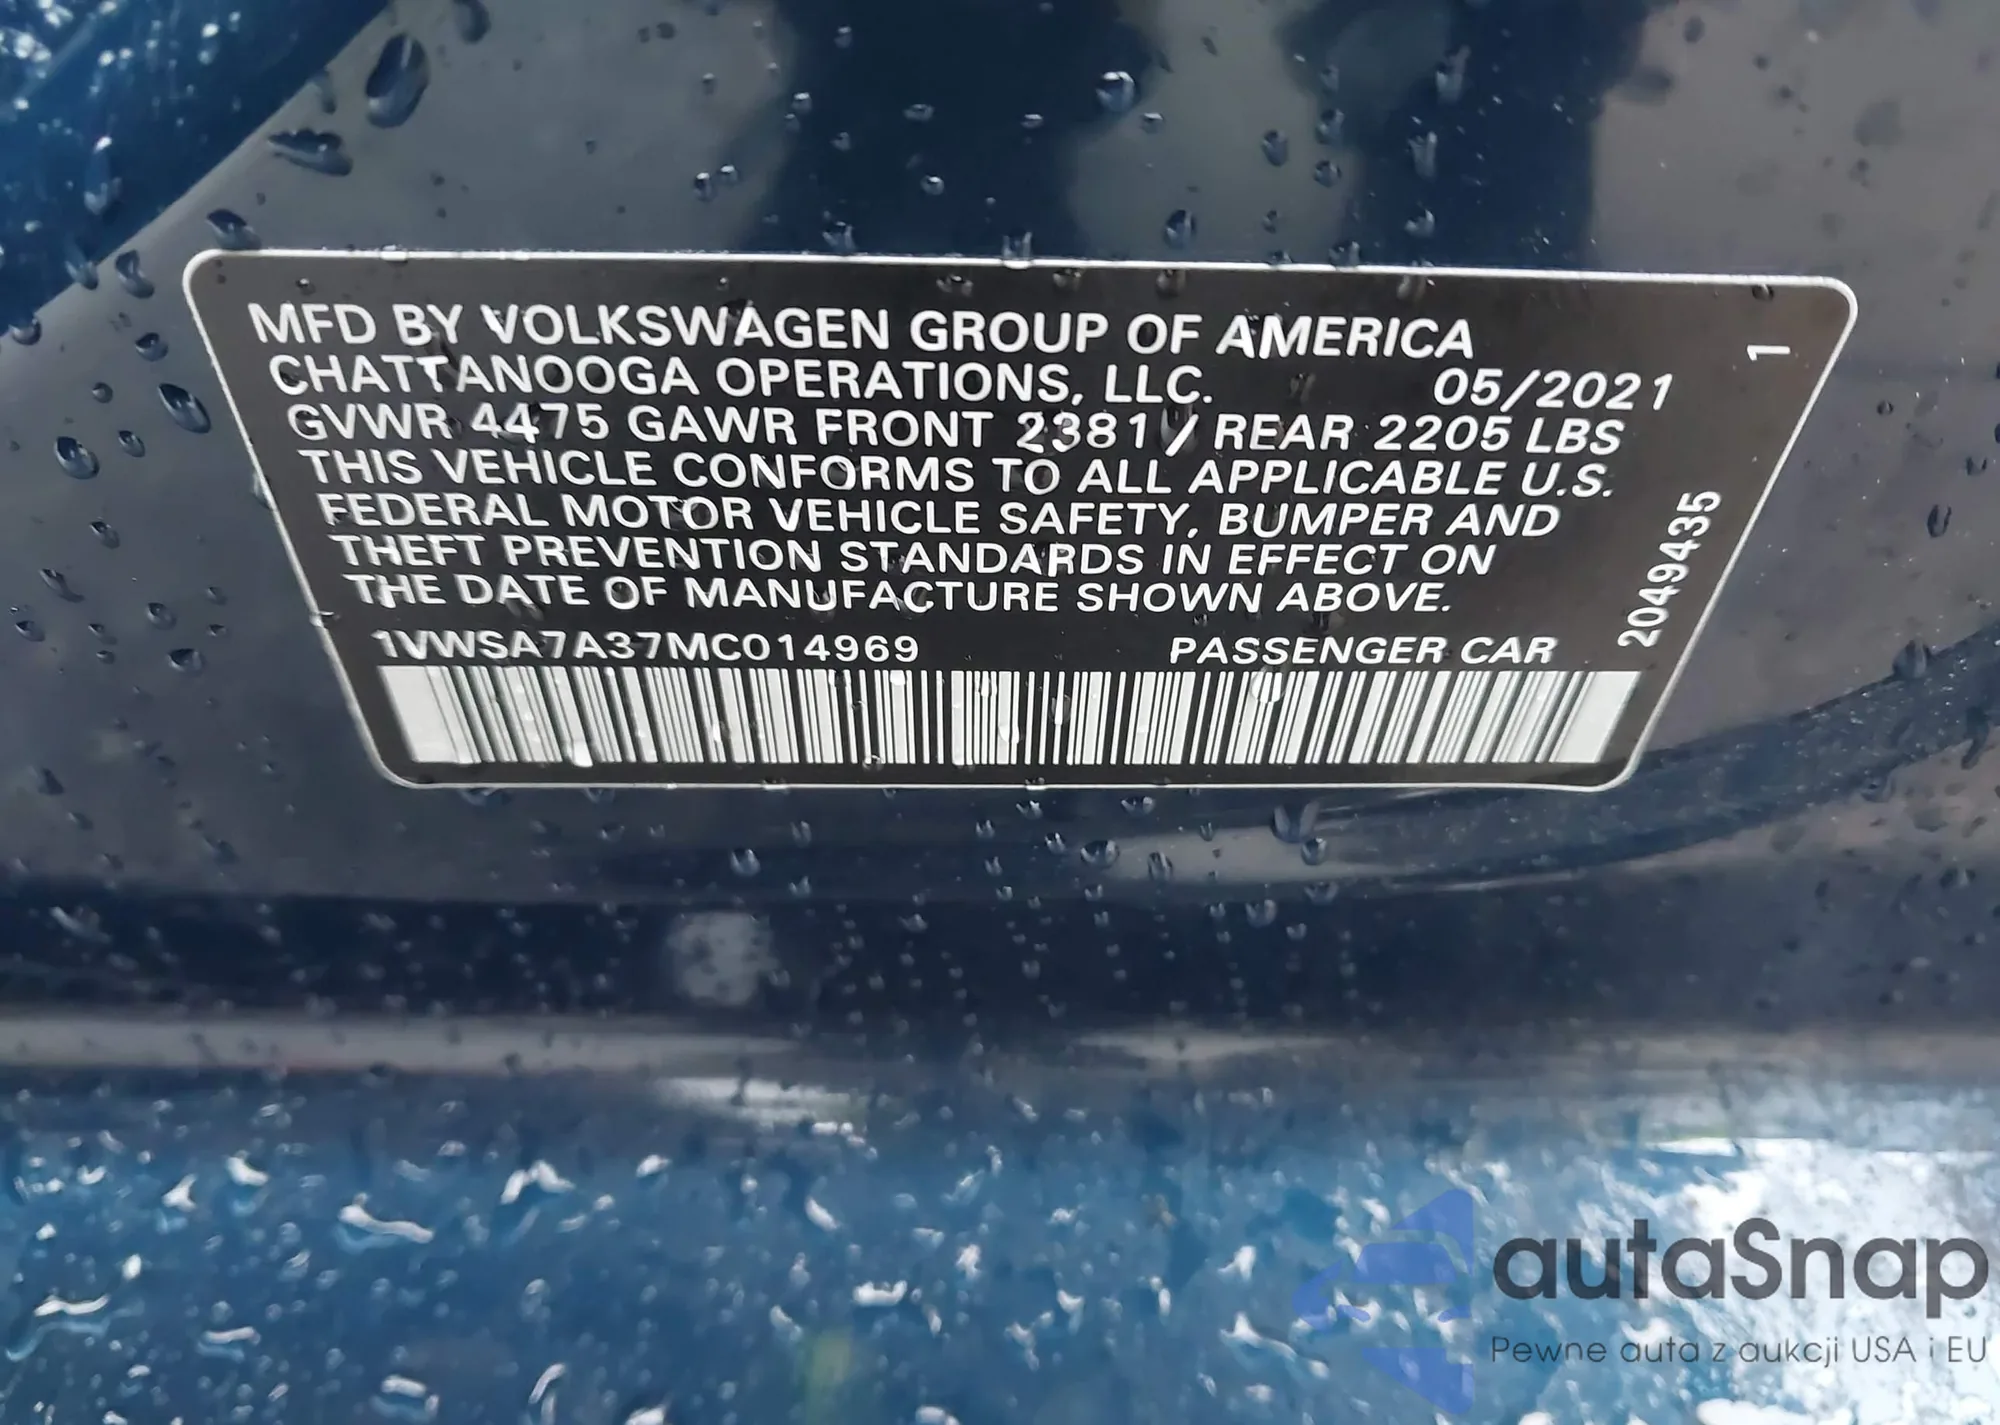 MFD BY VOLKSWAGEN GROUP OF AMERICA
CHATTANOOGA OPERATIONS, LLC. 05/2021
GVWR 4475 GAWR FRONT 2381 / REAR 2205 LBS
THIS VEHICLE CONFORMS TO ALL APPLICABLE U.S.
FEDERAL MOTOR VEHICLE SAFETY, BUMPER AND
THEFT PREVENTION STANDARDS IN EFFECT ON
THE DATE OF MANUFACTURE SHOWN ABOVE.
1VWSA7A37MC014969 PASSENGER CAR
2049435 1
autaSnap
Pewne auta z aukcji USA i EU